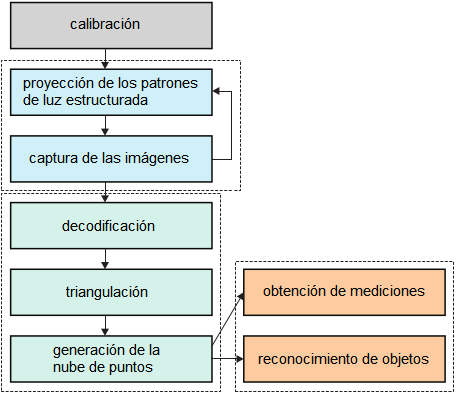 calibración
proyección de los patrones
de luz estructurada
captura de las imágenes
decodificación
triangulación
generación de la
nube de puntos
obtención de mediciones
reconocimiento de objetos